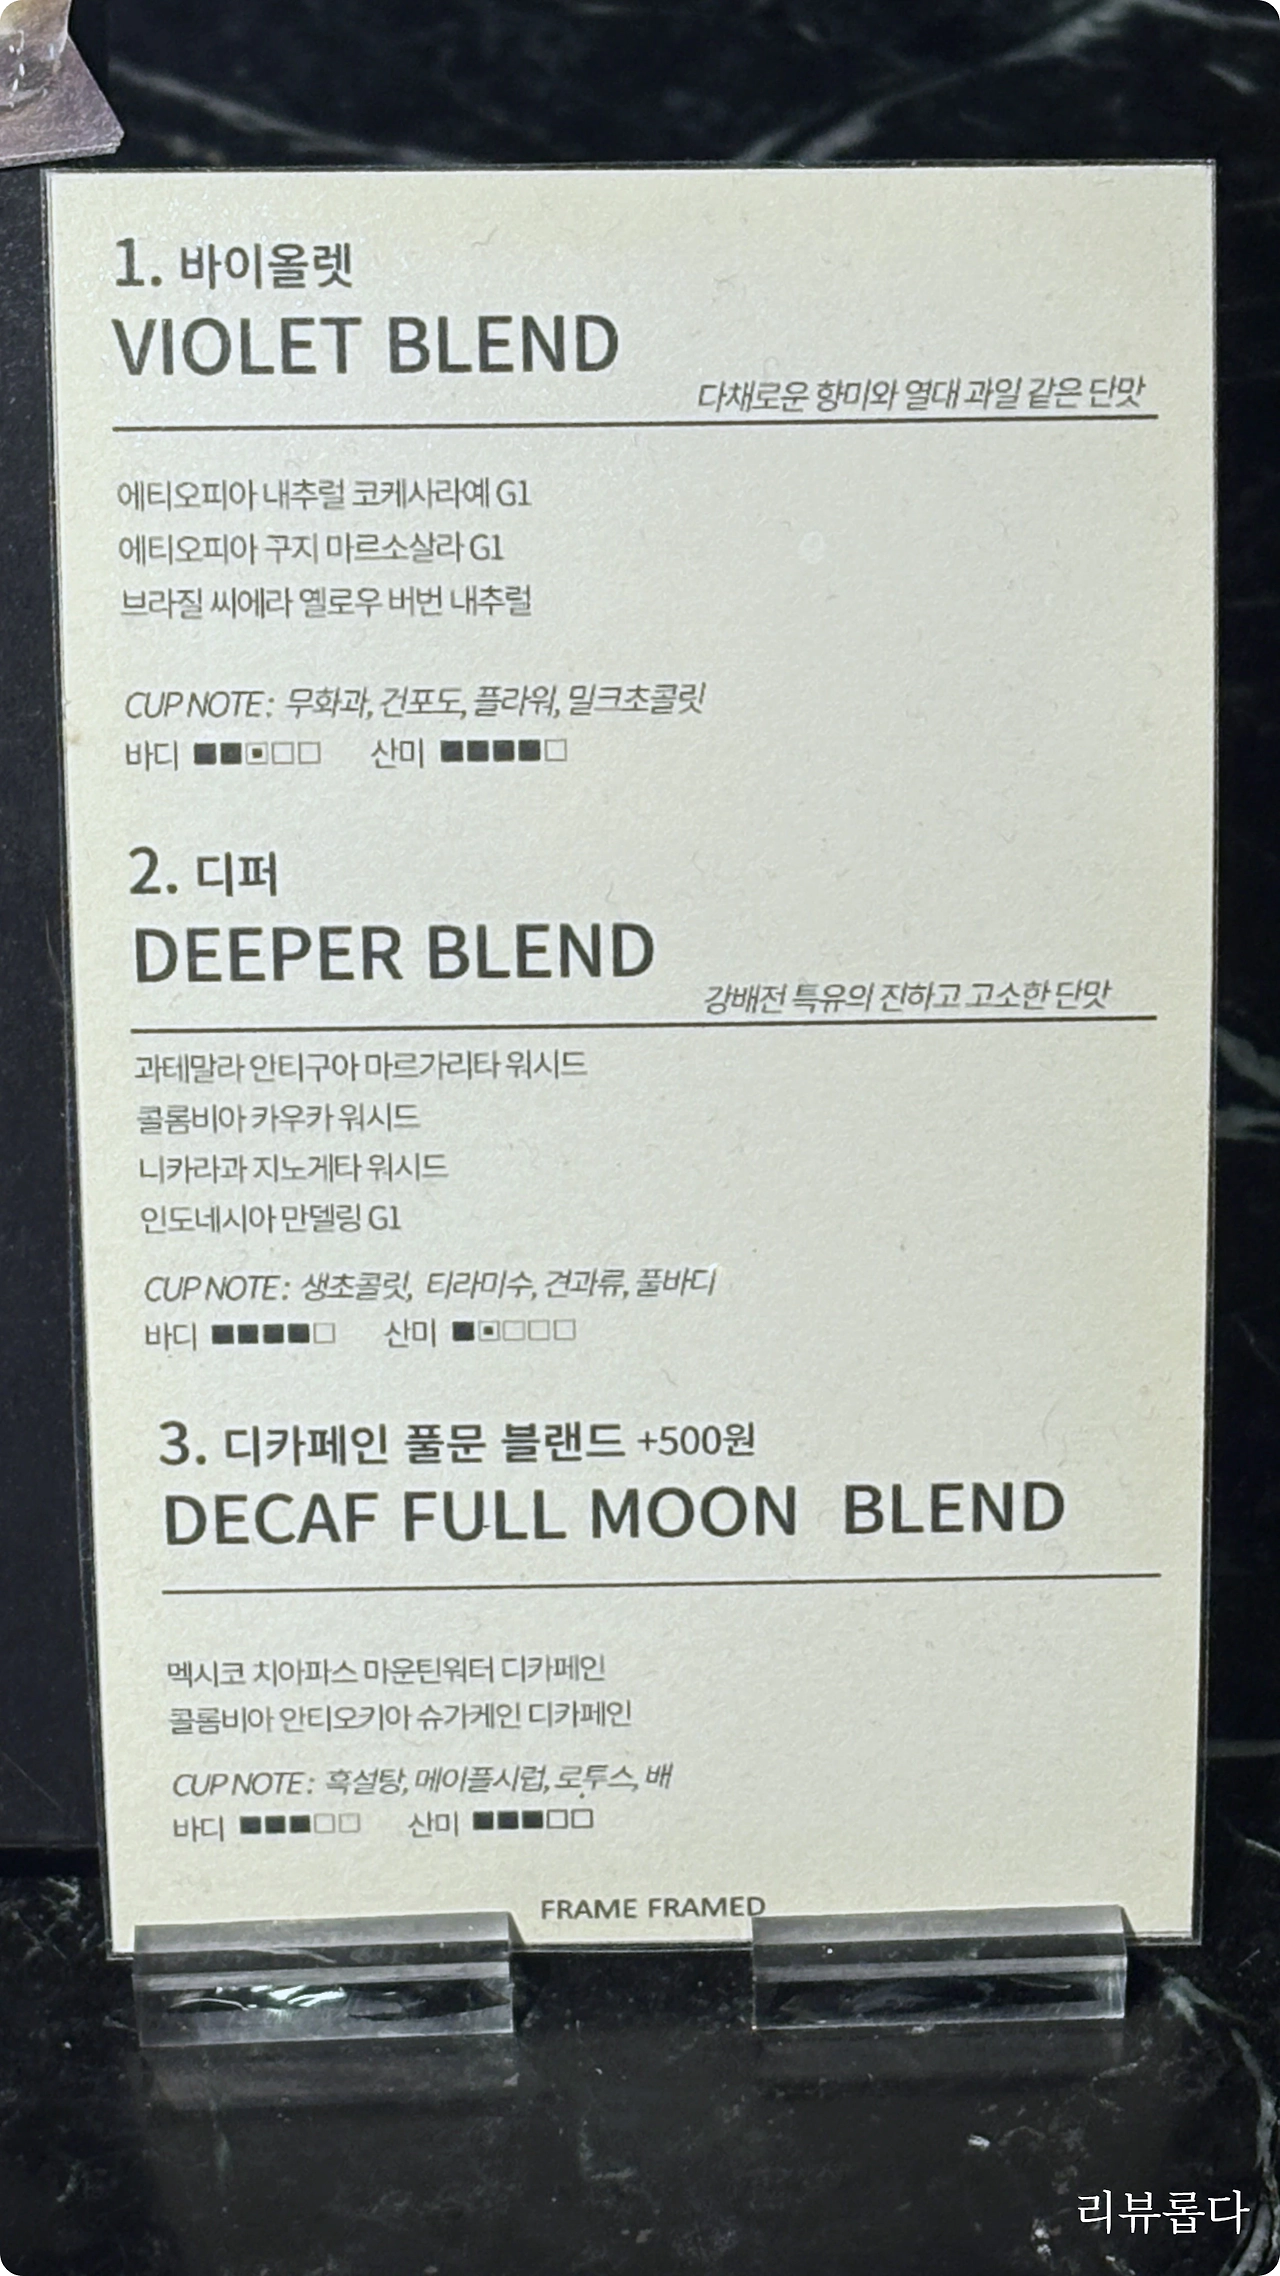 1. 바이올렛
VIOLET BLEND
다채로운 향미와 열대 과일 같은 단맛
에티오피아 내추럴 코케사라예 G1
에티오피아 구지 마르소살라 G1
브라질 씨에라 옐로우 버번 내추럴
CUP NOTE : 무화과, 건포도, 플라워, 밀크초콜릿
바디 ■■▣□□ 산미 ■■■■□
2. 디퍼
DEEPER BLEND
강배전 특유의 진하고 고소한 단맛
과테말라 안티구아 마르가리타 워시드
콜롬비아 카우카 워시드
니카라과 지노게타 워시드
인도네시아 만델링 G1
CUP NOTE : 생초콜릿, 티라미수, 견과류, 풀바디
바디 ■■■■□ 산미 ■▣□□□
3. 디카페인 풀문 블랜드 +500원
DECAF FULL MOON BLEND
멕시코 치아파스 마운틴워터 디카페인
콜롬비아 안티오키아 슈가케인 디카페인
CUP NOTE : 흑설탕, 메이플시럽, 로투스, 배
바디 ■■■□□ 산미 ■■■□□
FRAME FRAMED
리뷰롭다